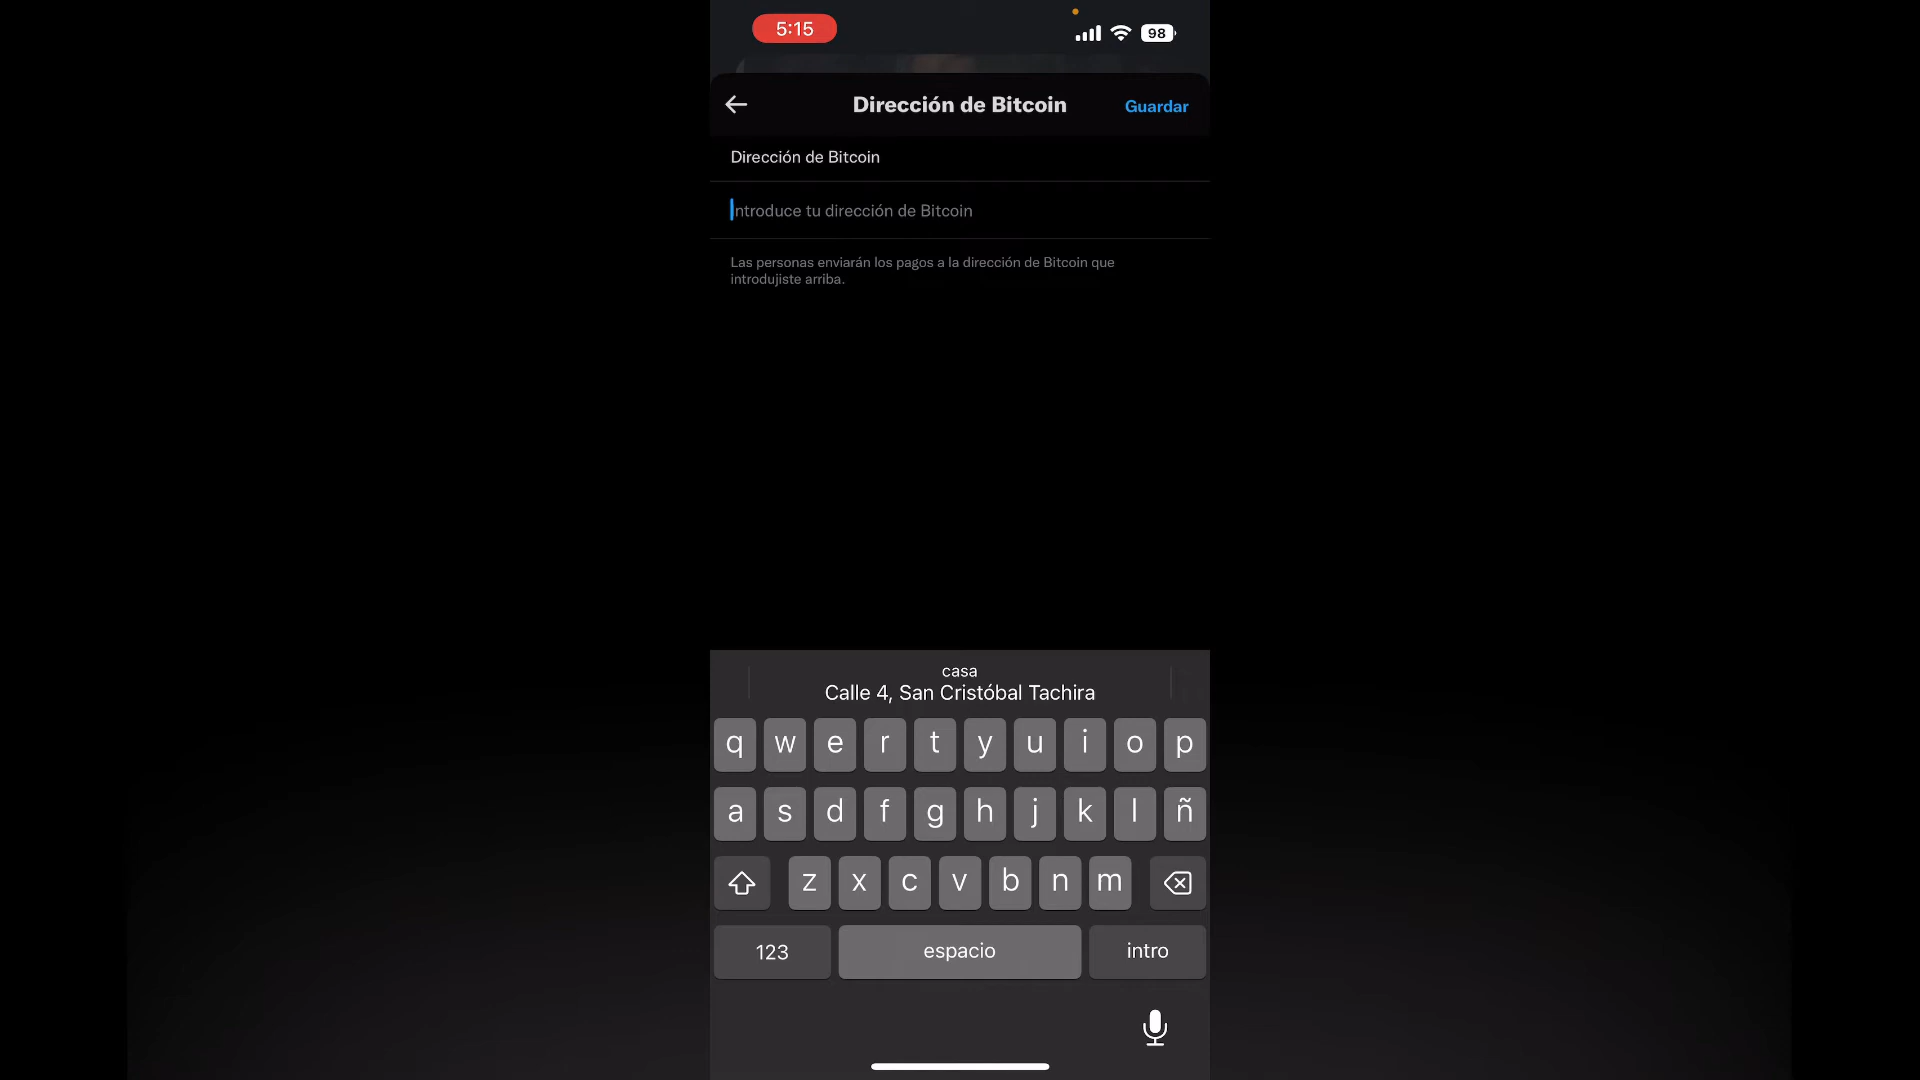 5:15
98
Dirección de Bitcoin
Guardar
Dirección de Bitcoin
Introduce tu dirección de Bitcoin
Las personas enviarán los pagos a la dirección de Bitcoin que
introdujiste arriba.
casa
Calle 4, San Cristóbal Tachira
q w e r t y u i o p
a s d f g h j k l ñ
z x c v b n m
123 espacio intro